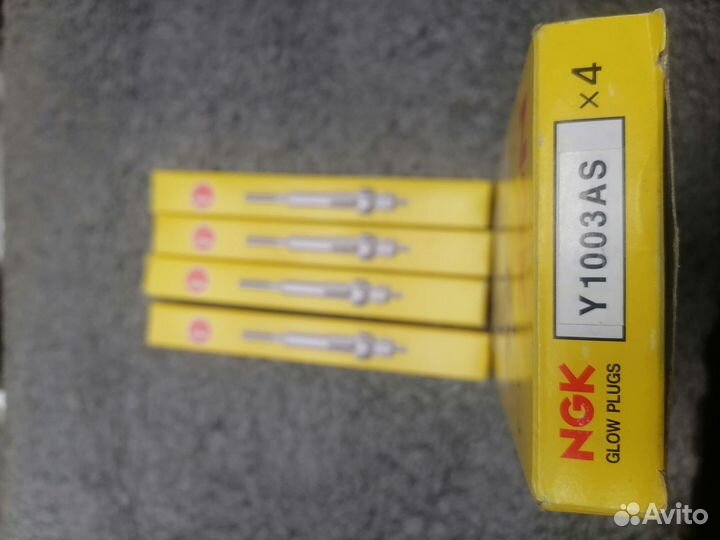 NGK
GLOW PLUGS
Y1003AS
×4
Avito